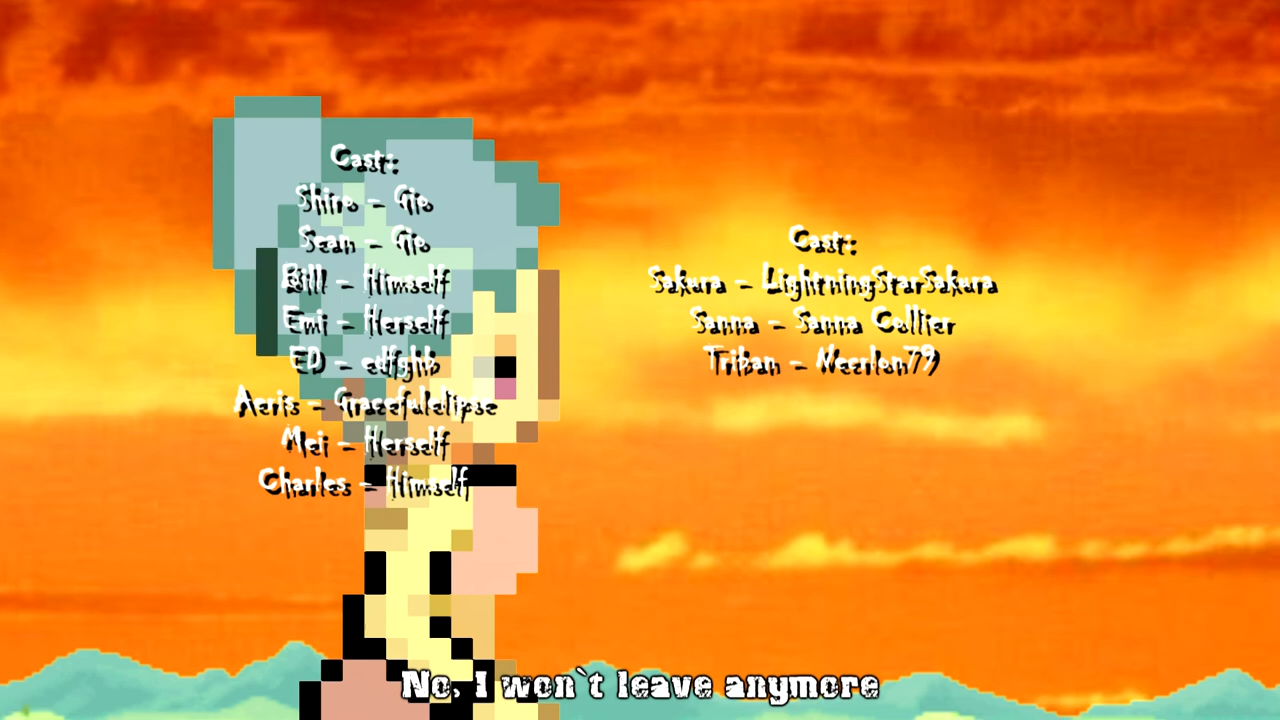 Cast:
Shiro - Gio
Sean - Gio
Bill - Himself
Emi - Herself
ED - edfghb
Aeris - Gracefulclipse
Mei - Herself
Charles - Himself
Cast:
Sakura - LightningStarSakura
Sanna - Sanna Collier
Triban - Neerlon79
No, I won`t leave anymore